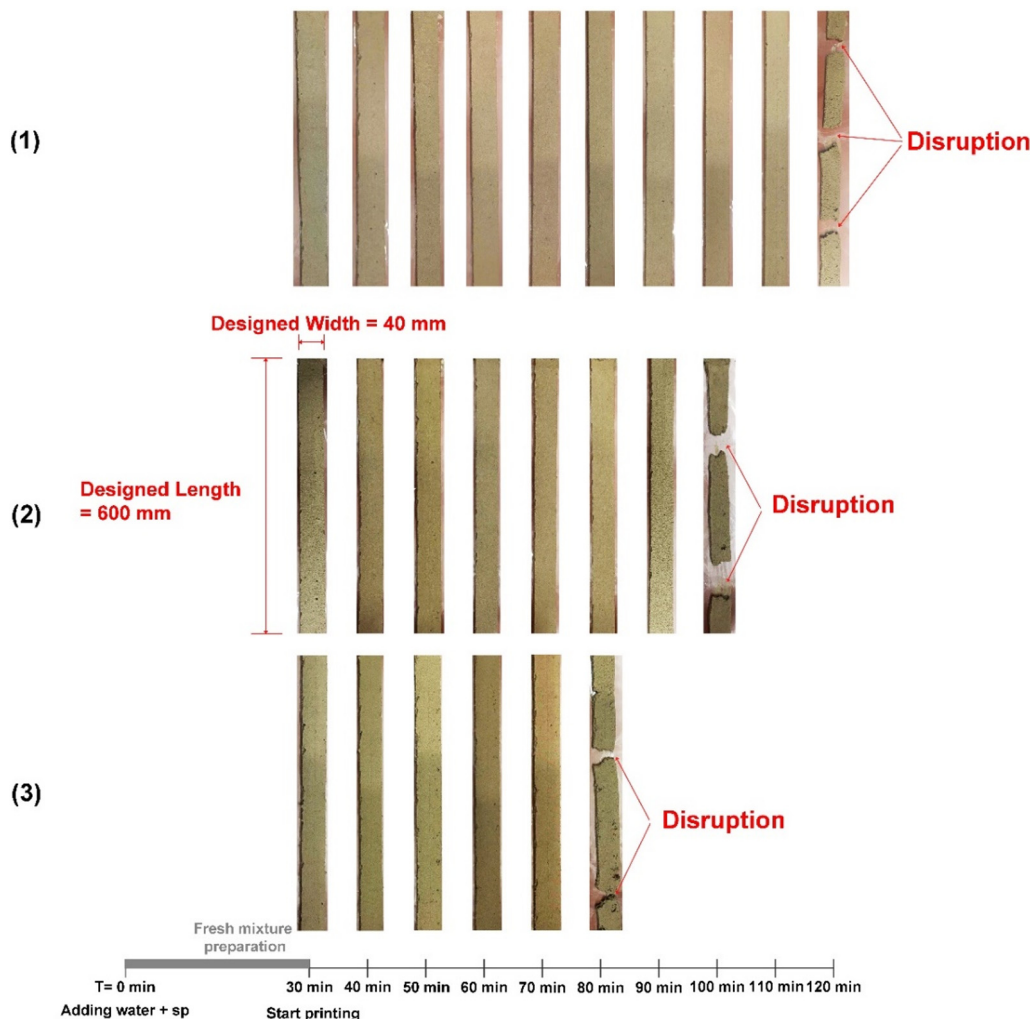 (1)
Disruption
Designed Width = 40 mm
Designed Length
= 600 mm
(2)
Disruption
(3)
Disruption
Fresh mixture
preparation
T= 0 min
30 min
40 min
50 min
60 min
70 min
80 min
90 min
100 min
110 min
120 min
Adding water + sp
Start printing